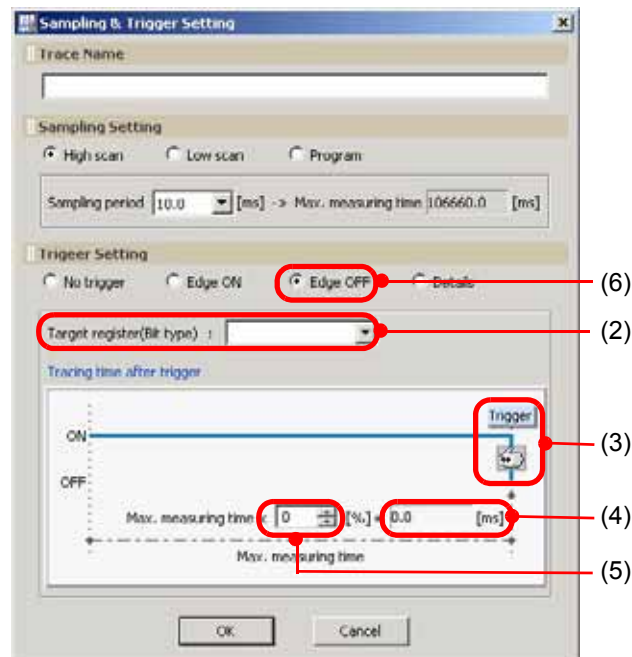 Sampling & Trigger Setting
Trace Name
Sampling Setting
High scan Low scan Program
Sampling period 10.0 [ms] -> Max. measuring time 106660.0 [ms]
Trigeer Setting
No trigger Edge ON Edge OFF Details (6)
Target register(Bit type) : (2)
Tracing time after trigger
Trigger
ON (3)
OFF
Max. measuring time x 0 [%] = 0.0 [ms] (4)
Max. measuring time
(5)
OK Cancel